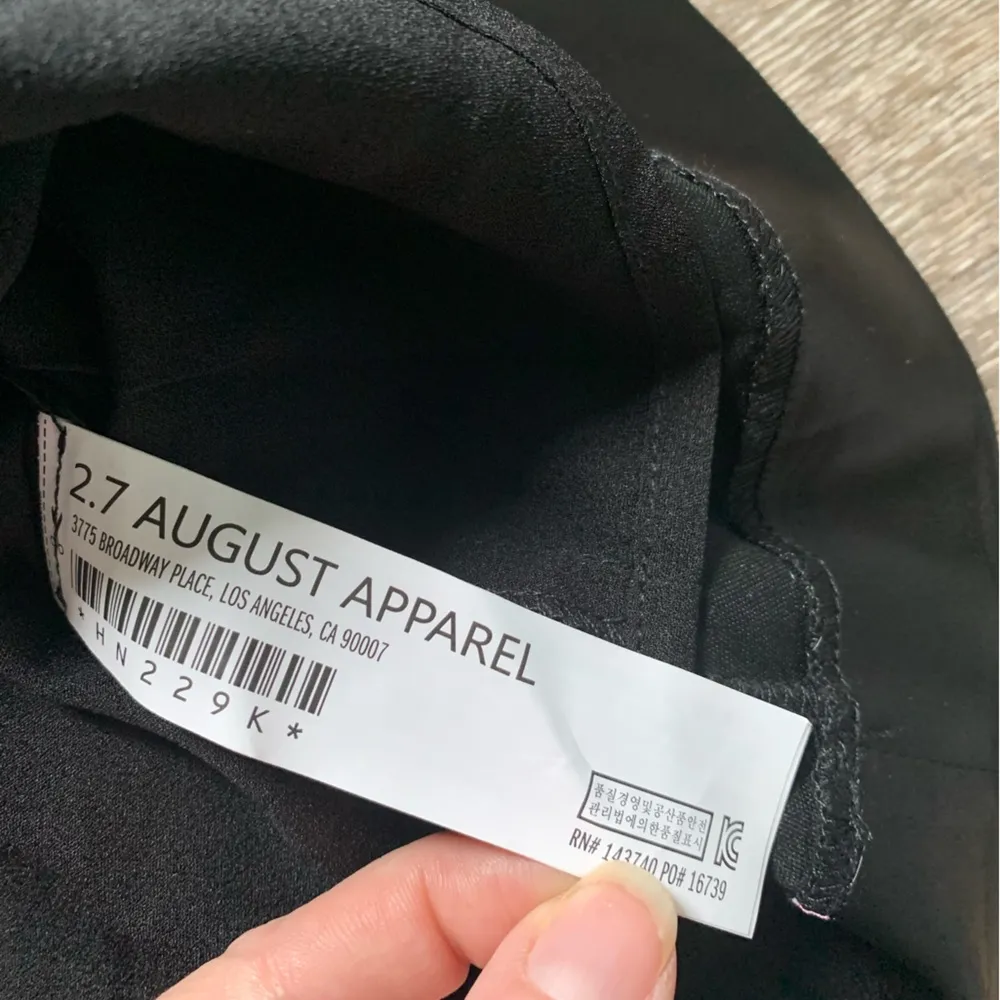 2.7 AUGUST APPAREL
3775 BROADWAY PLACE, LOS ANGELES, CA 90007
*HN229K*
품질경영및공산품안전
관리법에의한품질표시
RN# 143740 PO# 16739